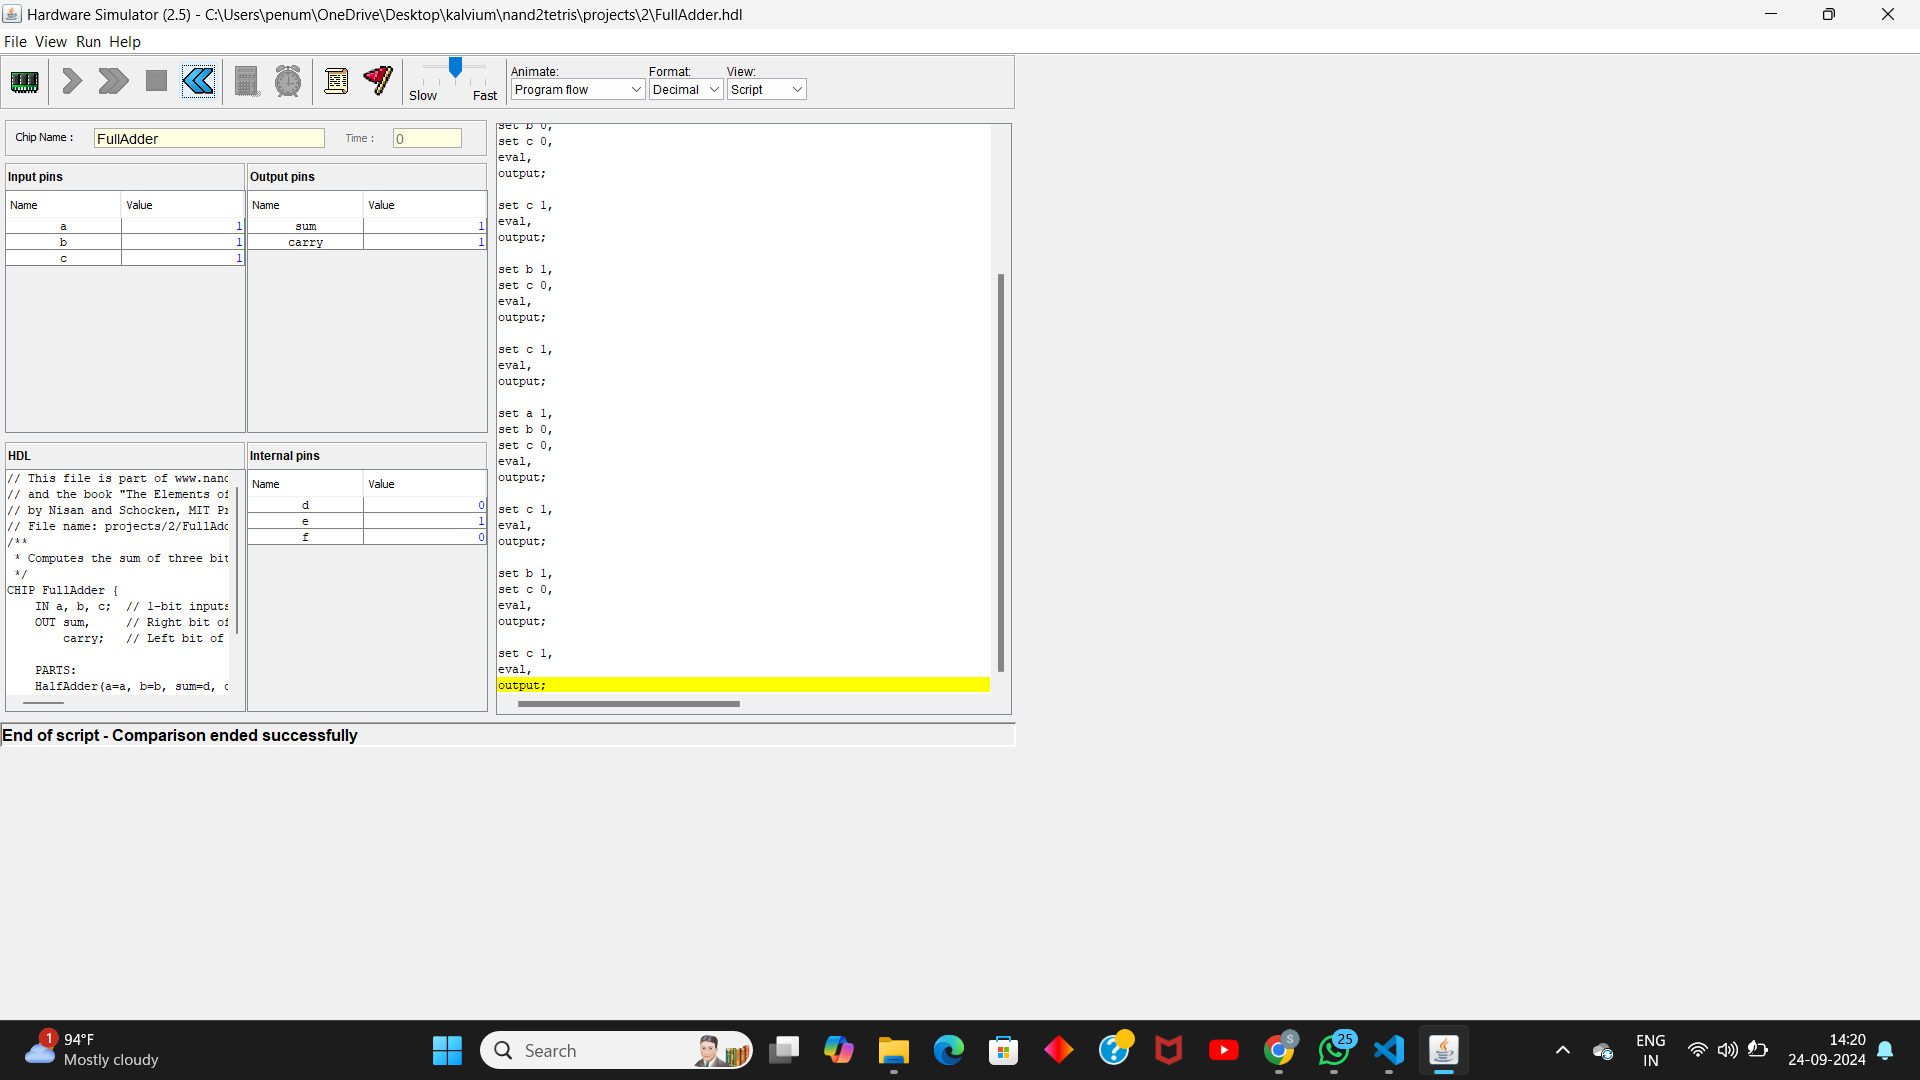 Hardware Simulator (2.5) - C:\Users\penum\OneDrive\Desktop\kalvium\nand2tetris\projects\2\FullAdder.hdl
File View Run Help
Slow Fast
Animate: Format: View:
Program flow Decimal Script
Chip Name : FullAdder Time : 0
Input pins
Name Value
a 1
b 1
c 1
Output pins
Name Value
sum 1
carry 1
HDL
// This file is part of www.nand
// and the book "The Elements of
// by Nisan and Schocken, MIT Pr
// File name: projects/2/FullAdd
/**
* Computes the sum of three bit
*/
CHIP FullAdder {
IN a, b, c; // 1-bit inputs
OUT sum, // Right bit of
carry; // Left bit of
PARTS:
HalfAdder(a=a, b=b, sum=d, c
Internal pins
Name Value
d 0
e 1
f 0
set b 0,
set c 0,
eval,
output;
set c 1,
eval,
output;
set b 1,
set c 0,
eval,
output;
set c 1,
eval,
output;
set a 1,
set b 0,
set c 0,
eval,
output;
set c 1,
eval,
output;
set b 1,
set c 0,
eval,
output;
set c 1,
eval,
output;
End of script - Comparison ended successfully
1
94°F
Mostly cloudy
Search
S
25
ENG
IN
14:20
24-09-2024